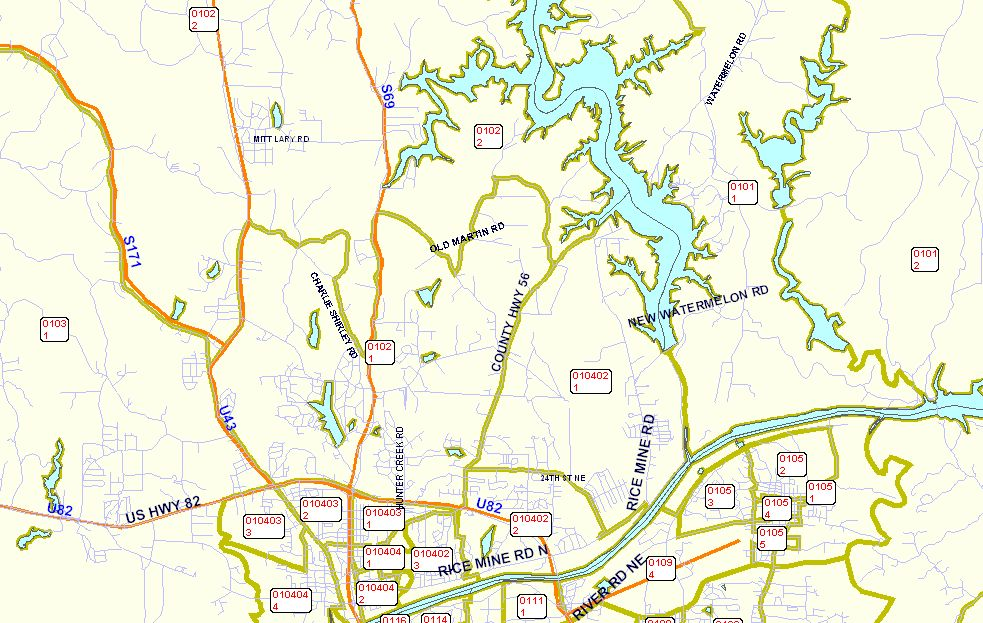 0102
2
WATERMELON RD
S69
MITT LARY RD
0102
2
0101
1
OLD MARTIN RD
S171
0101
2
CHARLIE SHIRLEY RD
COUNTY HWY 56
NEW WATERMELON RD
0103
1
0102
1
010402
1
U43
HUNTER CREEK RD
RICE MINE RD
0105
2
24TH ST NE
0105
1
0105
3
U82
US HWY 82
U82
010403
2
010403
1
0105
4
010403
3
010402
2
0105
5
010404
1
010402
3
RICE MINE RD N
0109
4
RIVER RD NE
010404
2
010404
4
0111
1
0116
0114